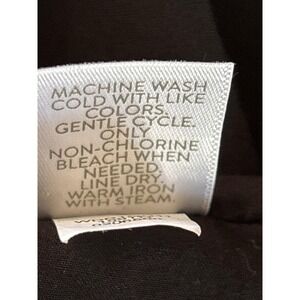 MACHINE WASH
COLD WITH LIKE
COLORS.
GENTLE CYCLE.
ONLY
NON-CHLORINE
BLEACH WHEN
NEEDED.
LINE DRY.
WARM IRON
WITH STEAM.